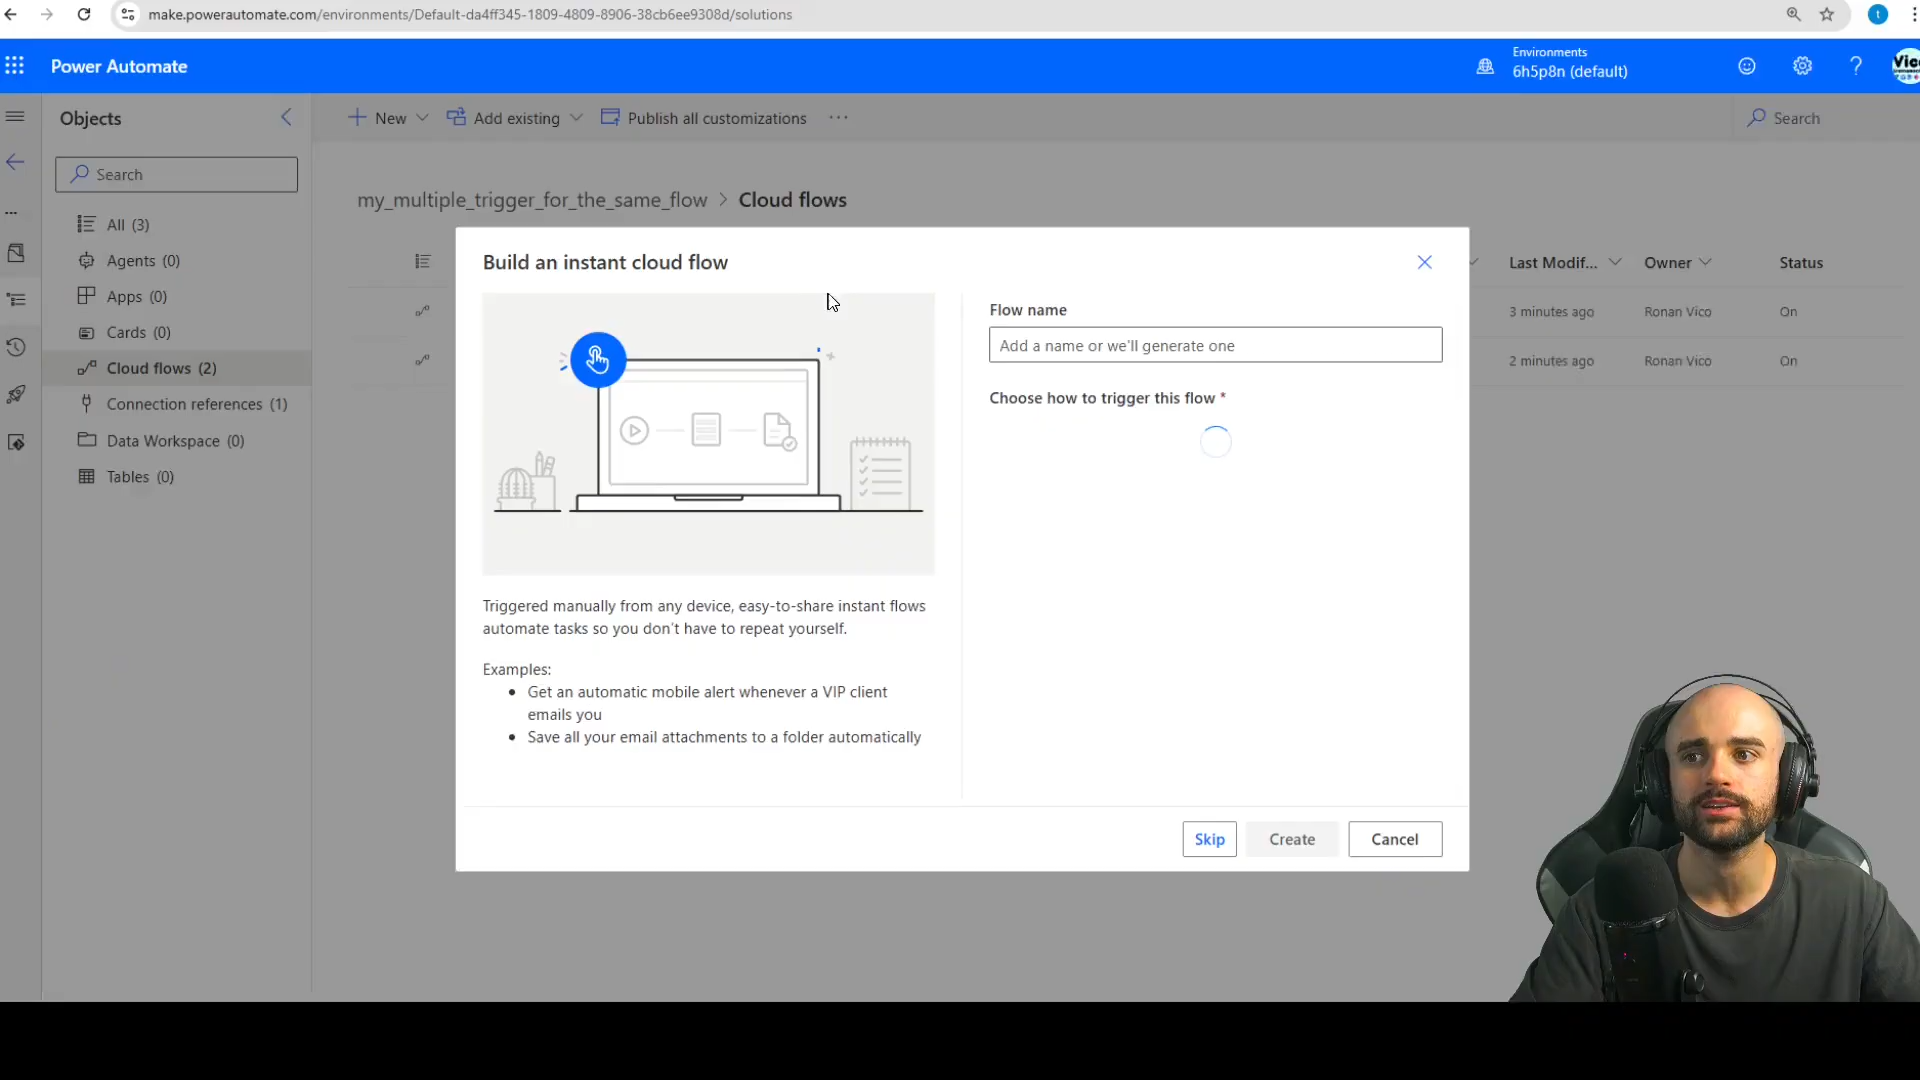 make.powerautomate.com/environments/Default-da4ff345-1809-4809-8906-38cb6ee9308d/solutions
t
Power Automate
Environments
6h5p8n (default)
?
Vico
Objects
New
Add existing
Publish all customizations
...
Search
Search
...
my_multiple_trigger_for_the_same_flow > Cloud flows
All (3)
Agents (0)
Apps (0)
Cards (0)
Cloud flows (2)
Connection references (1)
Data Workspace (0)
Tables (0)
Build an instant cloud flow
Last Modif...
Owner
Status
3 minutes ago
Ronan Vico
On
2 minutes ago
Ronan Vico
On
Flow name
Add a name or we'll generate one
Choose how to trigger this flow *
Triggered manually from any device, easy-to-share instant flows
automate tasks so you don't have to repeat yourself.
Examples:
• Get an automatic mobile alert whenever a VIP client
emails you
• Save all your email attachments to a folder automatically
Skip
Create
Cancel